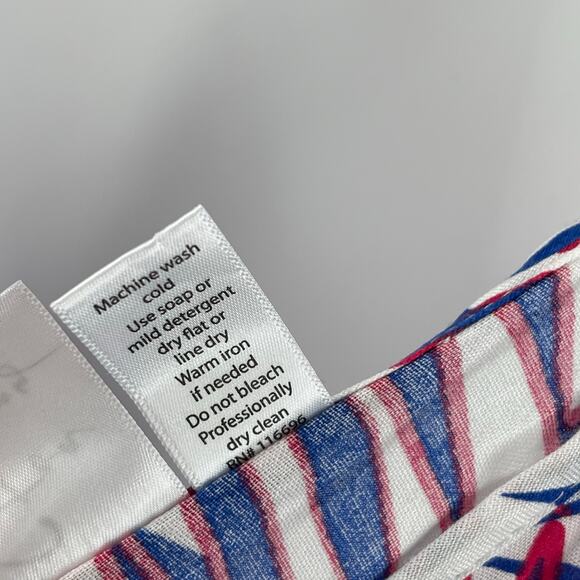 Machine wash
cold
Use soap or
mild detergent
dry flat or
line dry
Warm iron
if needed
Do not bleach
Professionally
dry clean
RN# 116696